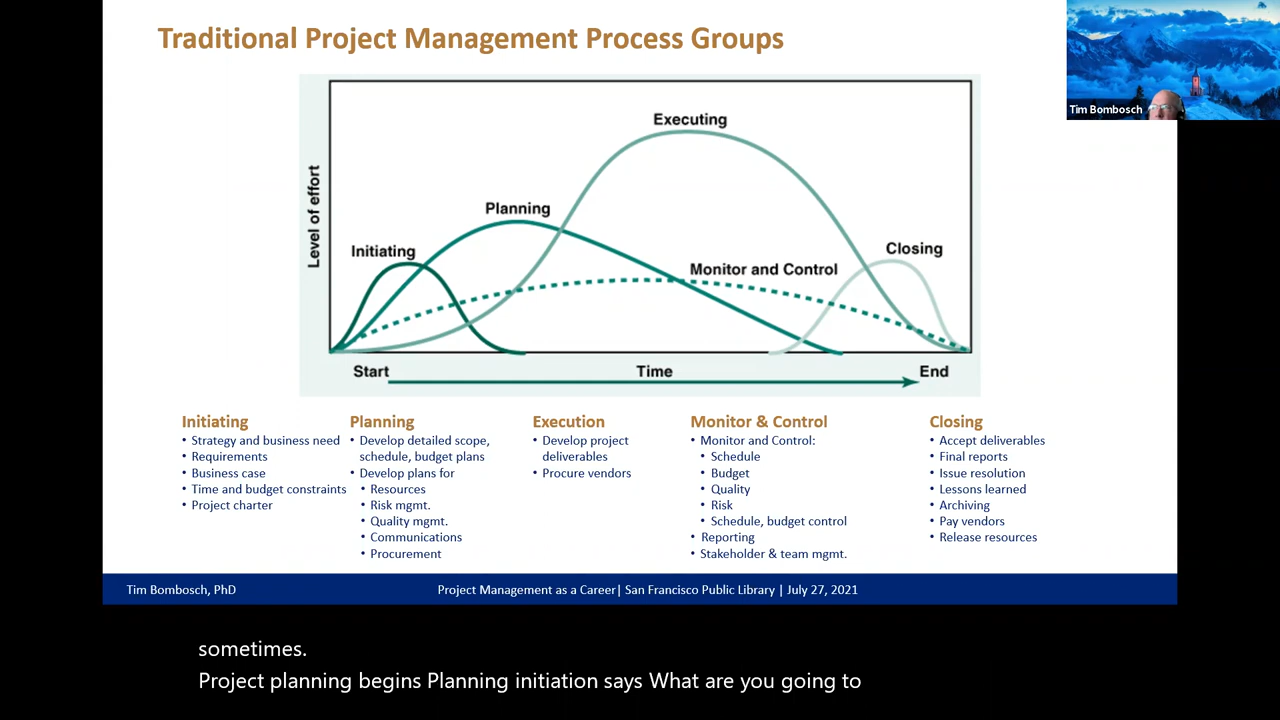 Traditional Project Management Process Groups
Tim Bombosch
Executing
Planning
Initiating
Closing
Monitor and Control
Level of effort
Start
Time
End
Initiating
• Strategy and business need
• Requirements
• Business case
• Time and budget constraints
• Project charter
Planning
• Develop detailed scope,
schedule, budget plans
• Develop plans for
• Resources
• Risk mgmt.
• Quality mgmt.
• Communications
• Procurement
Execution
• Develop project
deliverables
• Procure vendors
Monitor & Control
• Monitor and Control:
• Schedule
• Budget
• Quality
• Risk
• Schedule, budget control
• Reporting
• Stakeholder & team mgmt.
Closing
• Accept deliverables
• Final reports
• Issue resolution
• Lessons learned
• Archiving
• Pay vendors
• Release resources
Tim Bombosch, PhD
Project Management as a Career| San Francisco Public Library | July 27, 2021
sometimes.
Project planning begins Planning initiation says What are you going to